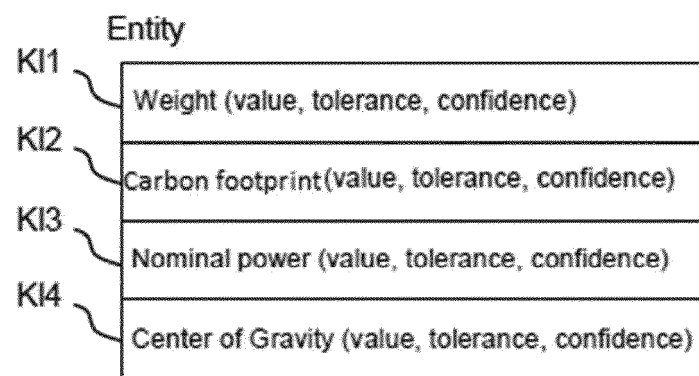 Entity
KI1
Weight (value, tolerance, confidence)
KI2
Carbon footprint (value, tolerance, confidence)
KI3
Nominal power (value, tolerance, confidence)
KI4
Center of Gravity (value, tolerance, confidence)